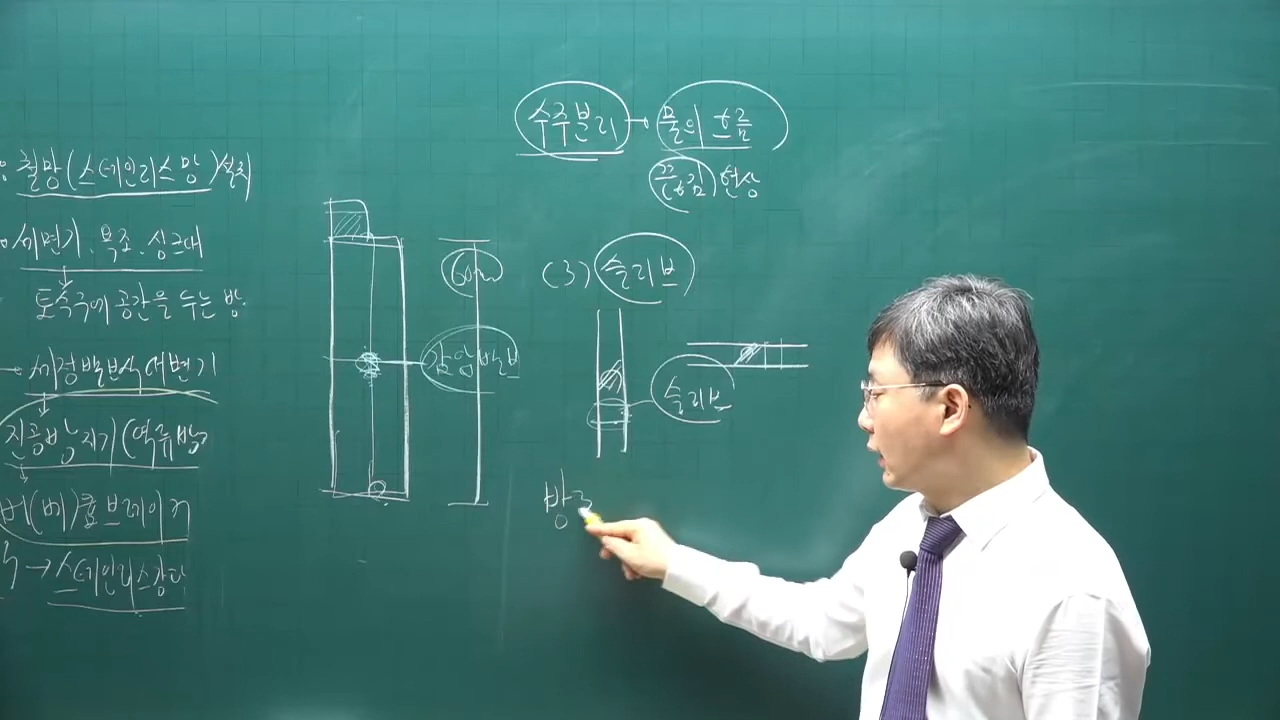 철망(스테인리스망)설치
세면기. 욕조. 싱크대
토수구에 공간을 두는 방.
→ 세정밸브식 대변기
진공방지기(역류방
버(베)큠브레이커
→ 스테인리스강관
수주분리 → 물의 흐름
끊김 현상
60m
감압밸브
(3) 슬리브
슬리브
방